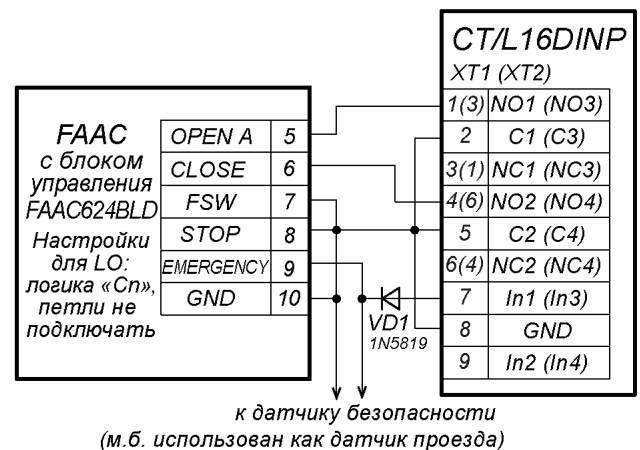 CT/L16DINP
XT1 (XT2)
1(3) NO1 (NO3)
2 C1 (C3)
3(1) NC1 (NC3)
4(6) NO2 (NO4)
5 C2 (C4)
6(4) NC2 (NC4)
7 In1 (In3)
8 GND
9 In2 (In4)
FAAC
с блоком
управления
FAAC624BLD
Настройки
для LO:
логика «Cn»,
петли не
подключать
OPEN A 5
CLOSE 6
FSW 7
STOP 8
EMERGENCY 9
GND 10
VD1
1N5819
к датчику безопасности
(м.б. использован как датчик проезда)